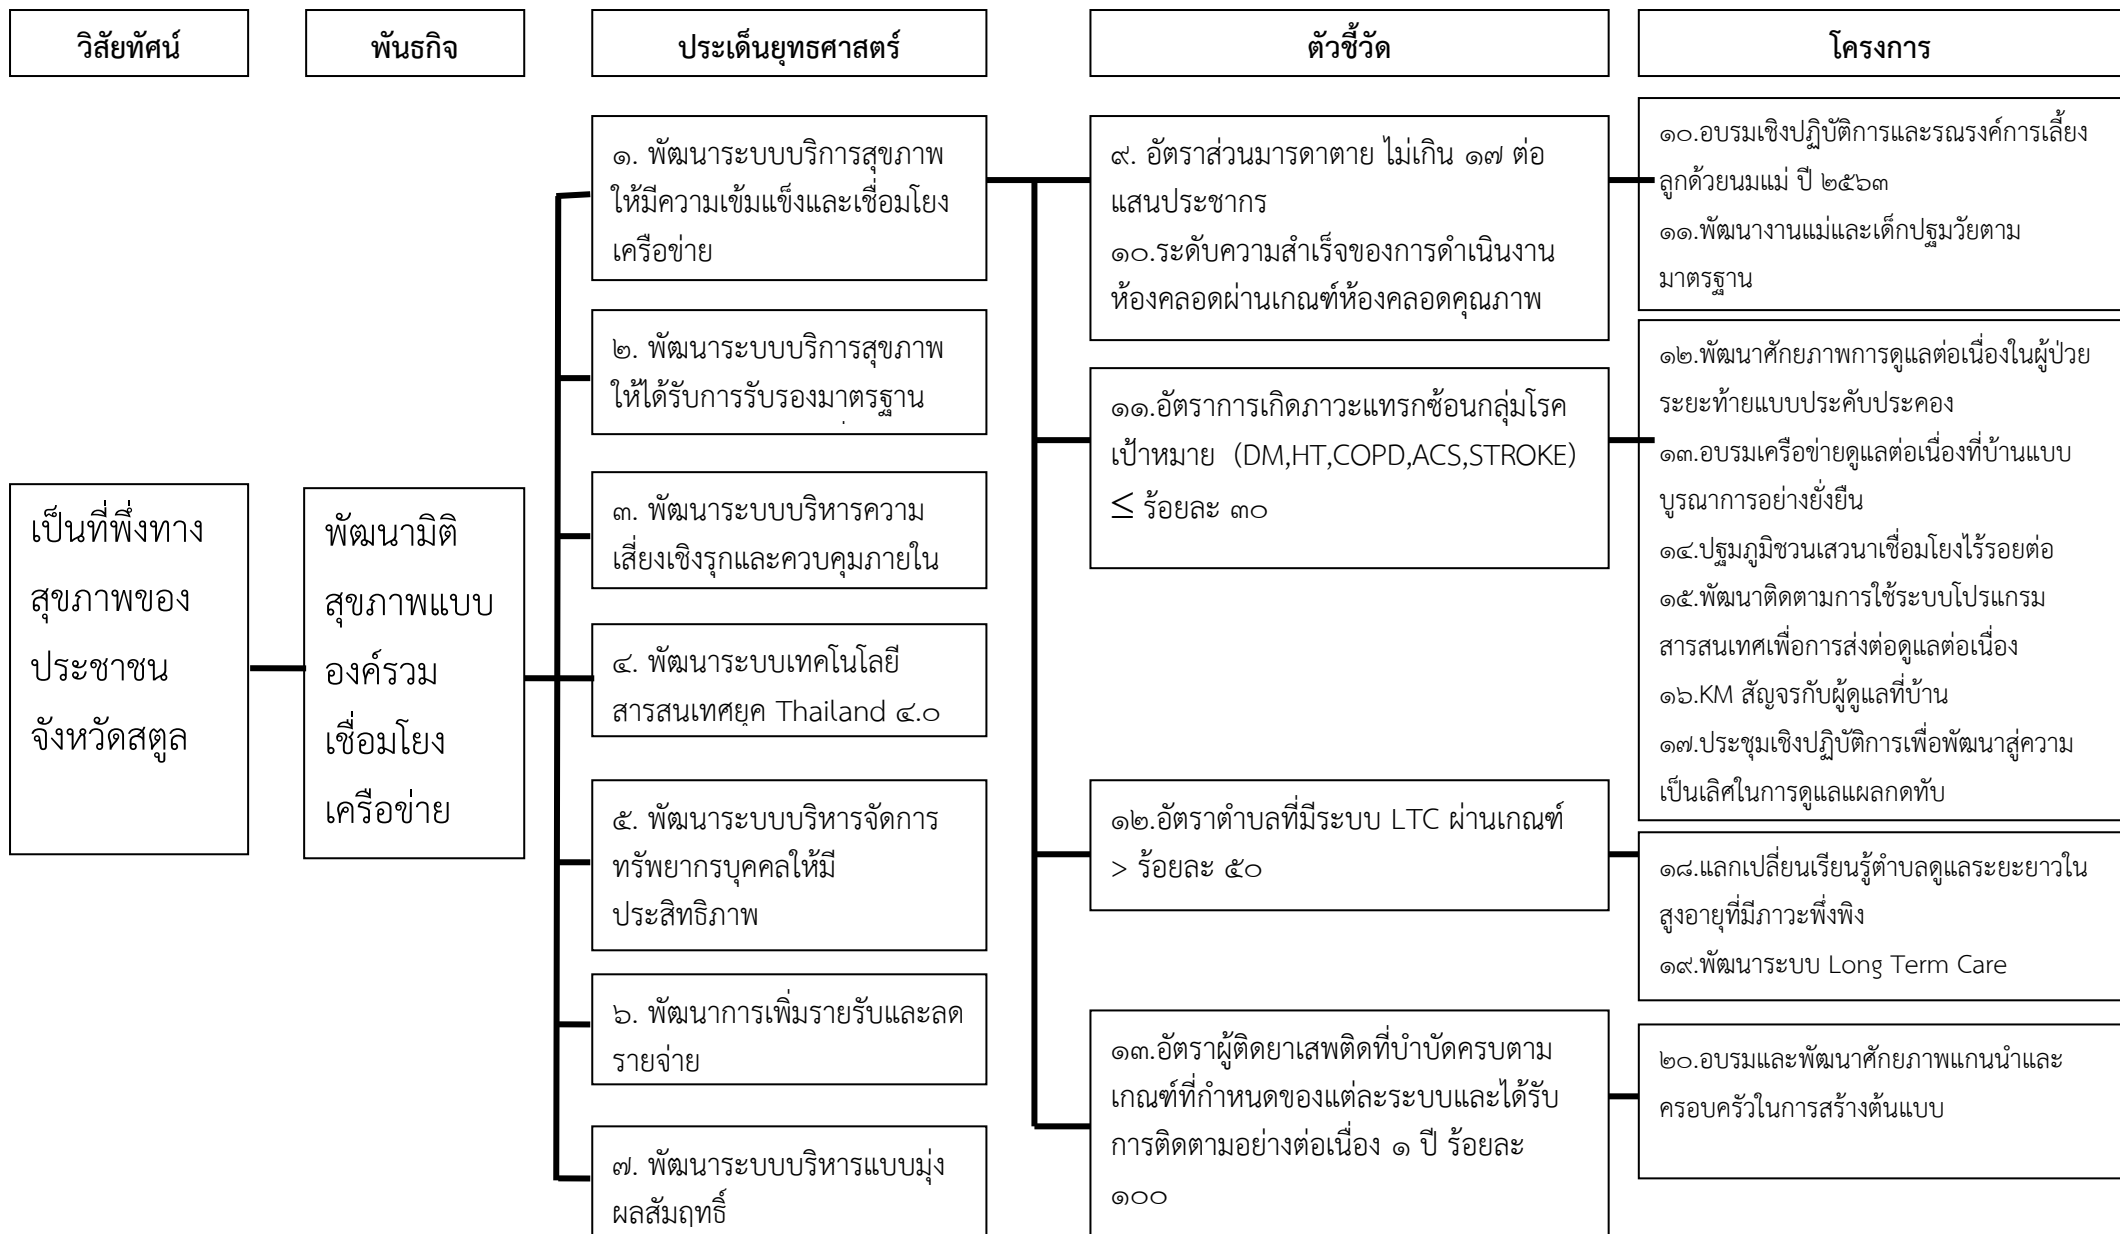 วิสัยทัศน์
พันธกิจ
ประเด็นยุทธศาสตร์
ตัวชี้วัด
โครงการ
เป็นที่พึ่งทาง
สุขภาพของ
ประชาชน
จังหวัดสตูล
พัฒนามิติ
สุขภาพแบบ
องค์รวม
เชื่อมโยง
เครือข่าย
๑. พัฒนาระบบบริการสุขภาพ
ให้มีความเข้มแข็งและเชื่อมโยง
เครือข่าย
๒. พัฒนาระบบบริการสุขภาพ
ให้ได้รับการรับรองมาตรฐาน
๓. พัฒนาระบบบริหารความ
เสี่ยงเชิงรุกและควบคุมภายใน
๔. พัฒนาระบบเทคโนโลยี
สารสนเทศยุค Thailand ๔.๐
๕. พัฒนาระบบบริหารจัดการ
ทรัพยากรบุคคลให้มี
ประสิทธิภาพ
๖. พัฒนาการเพิ่มรายรับและลด
รายจ่าย
๗. พัฒนาระบบบริหารแบบมุ่ง
ผลสัมฤทธิ์
๙. อัตราส่วนมารดาตาย ไม่เกิน ๑๗ ต่อ
แสนประชากร
๑๐.ระดับความสำเร็จของการดำเนินงาน
ห้องคลอดผ่านเกณฑ์ห้องคลอดคุณภาพ
๑๑.อัตราการเกิดภาวะแทรกซ้อนกลุ่มโรค
เป้าหมาย (DM,HT,COPD,ACS,STROKE)
≤ ร้อยละ ๓๐
๑๒.อัตราตำบลที่มีระบบ LTC ผ่านเกณฑ์
> ร้อยละ ๕๐
๑๓.อัตราผู้ติดยาเสพติดที่บำบัดครบตาม
เกณฑ์ที่กำหนดของแต่ละระบบและได้รับ
การติดตามอย่างต่อเนื่อง ๑ ปี ร้อยละ
๑๐๐
๑๐.อบรมเชิงปฏิบัติการและรณรงค์การเลี้ยง
ลูกด้วยนมแม่ ปี ๒๕๖๓
๑๑.พัฒนางานแม่และเด็กปฐมวัยตาม
มาตรฐาน
๑๒.พัฒนาศักยภาพการดูแลต่อเนื่องในผู้ป่วย
ระยะท้ายแบบประคับประคอง
๑๓.อบรมเครือข่ายดูแลต่อเนื่องที่บ้านแบบ
บูรณาการอย่างยั่งยืน
๑๔.ปฐมภูมิชวนเสวนาเชื่อมโยงไร้รอยต่อ
๑๕.พัฒนาติดตามการใช้ระบบโปรแกรม
สารสนเทศเพื่อการส่งต่อดูแลต่อเนื่อง
๑๖.KM สัญจรกับผู้ดูแลที่บ้าน
๑๗.ประชุมเชิงปฏิบัติการเพื่อพัฒนาสู่ความ
เป็นเลิศในการดูแลแผลกดทับ
๑๘.แลกเปลี่ยนเรียนรู้ตำบลดูแลระยะยาวใน
สูงอายุที่มีภาวะพึ่งพิง
๑๙.พัฒนาระบบ Long Term Care
๒๐.อบรมและพัฒนาศักยภาพแกนนำและ
ครอบครัวในการสร้างต้นแบบ